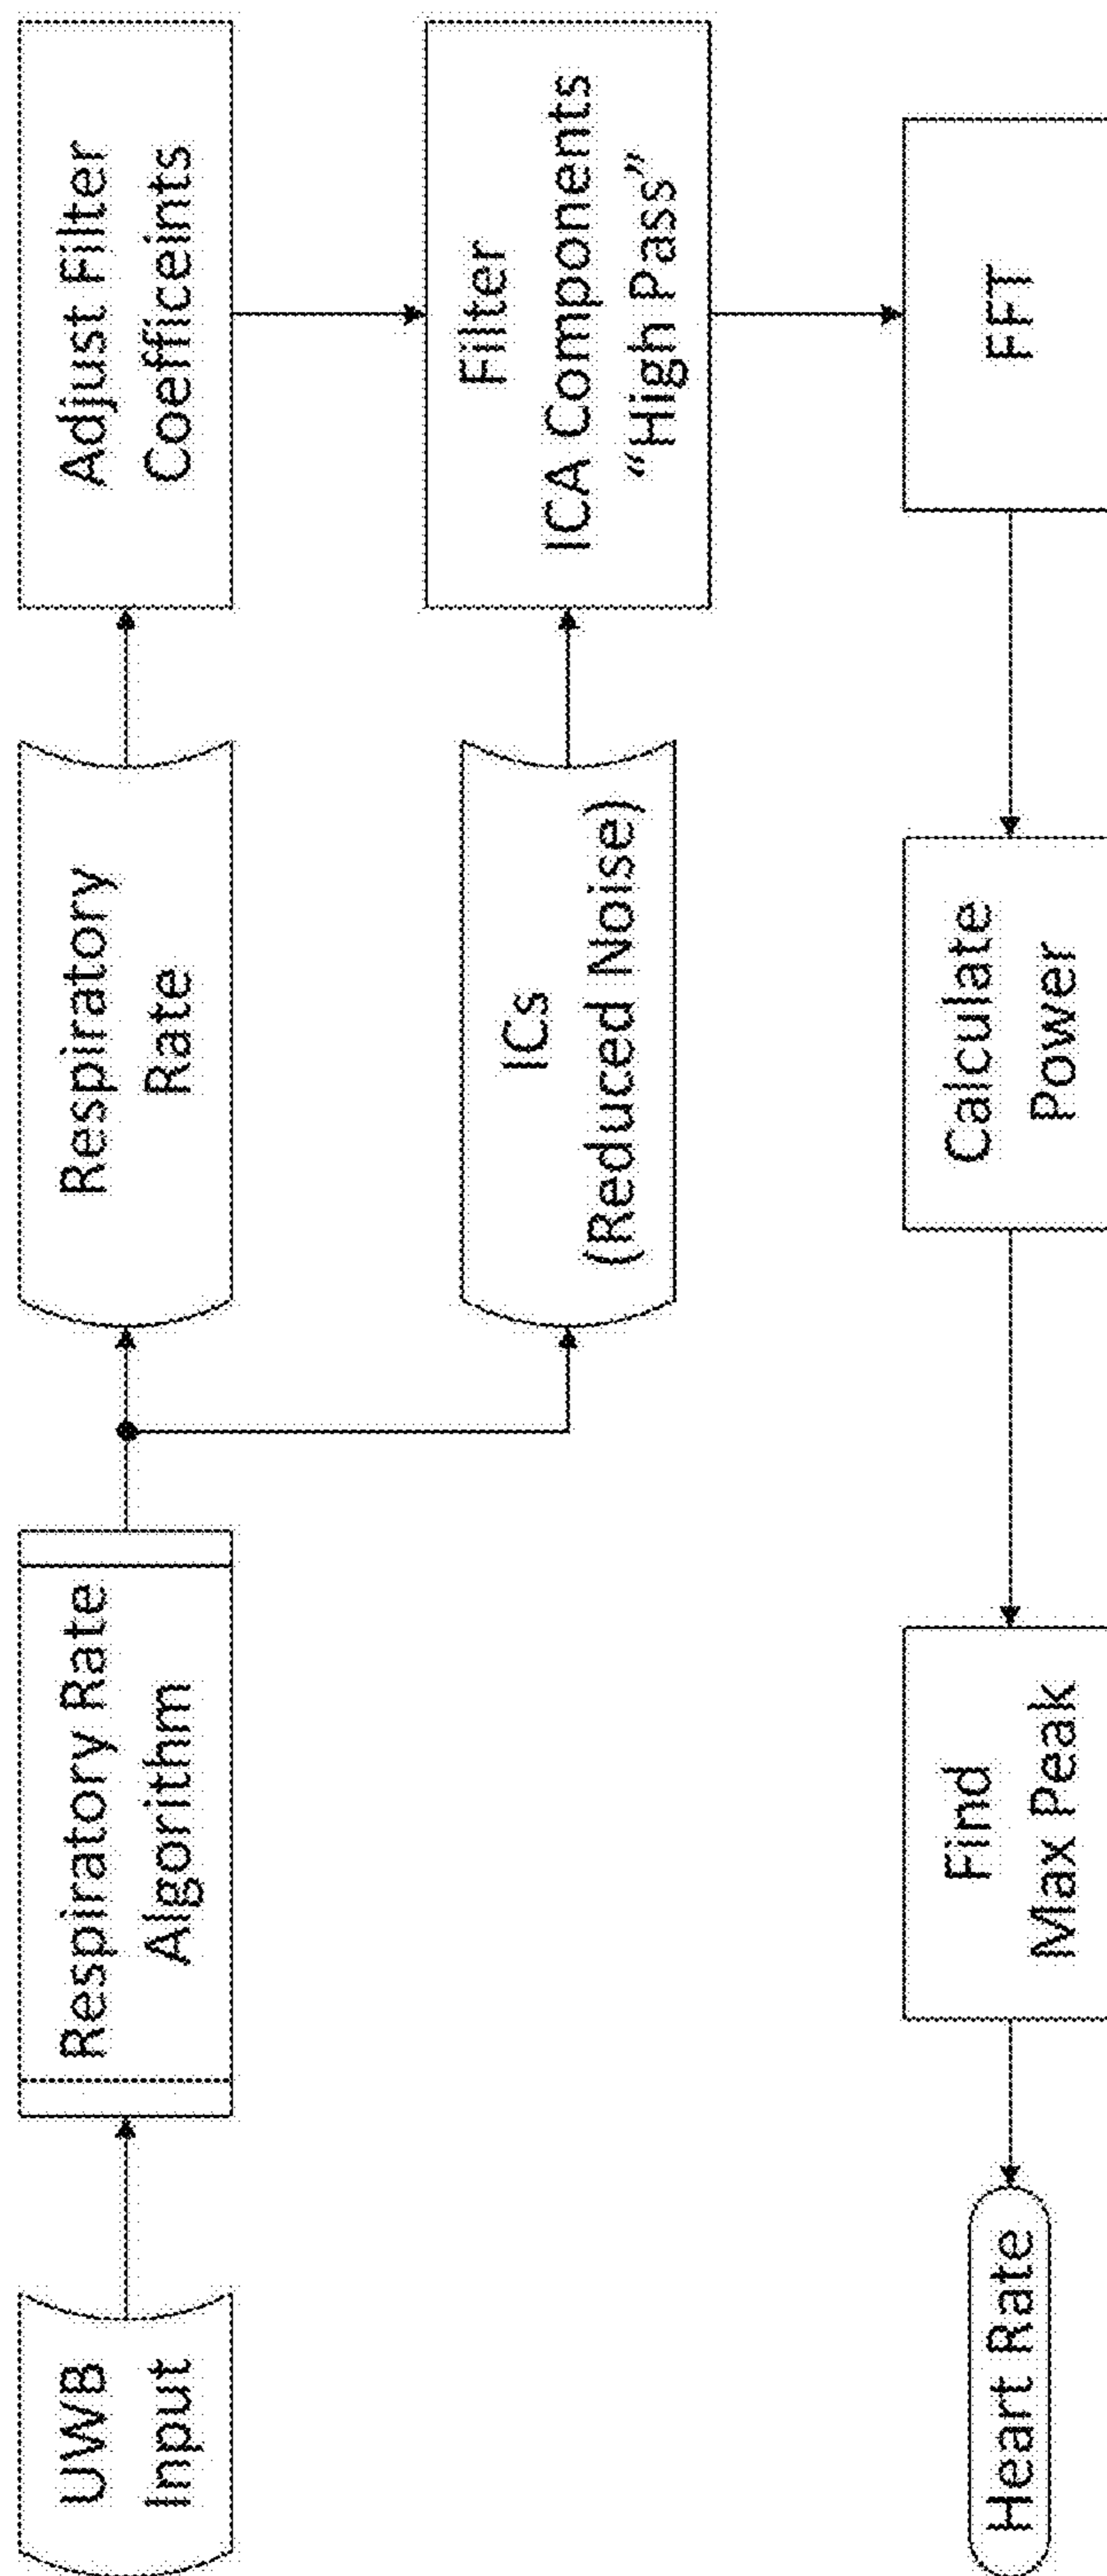 UWB
Input
Respiratory Rate
Algorithm
Respiratory
Rate
Adjust Filter
Coefficeints
ICs
(Reduced Noise)
Filter
ICA Components
“High Pass”
FFT
Calculate
Power
Find
Max Peak
Heart Rate